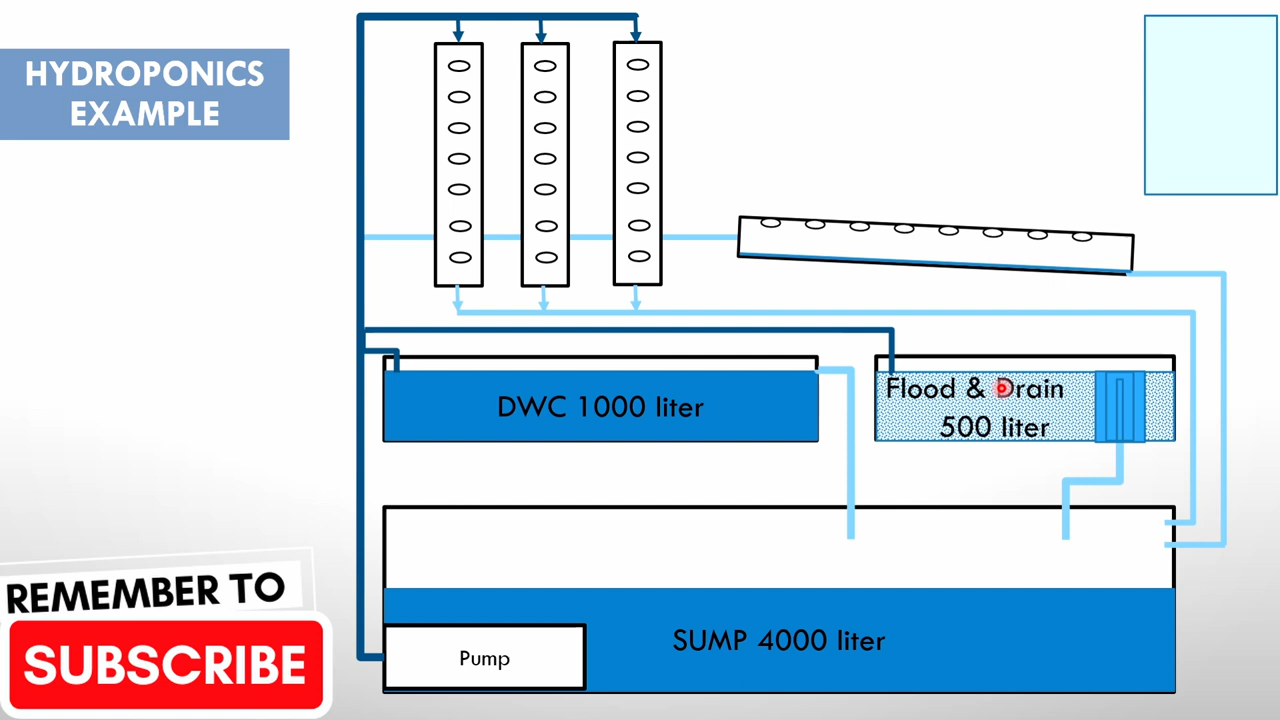 HYDROPONICS
EXAMPLE
DWC 1000 liter
Flood & Drain
500 liter
SUMP 4000 liter
Pump
REMEMBER TO
SUBSCRIBE